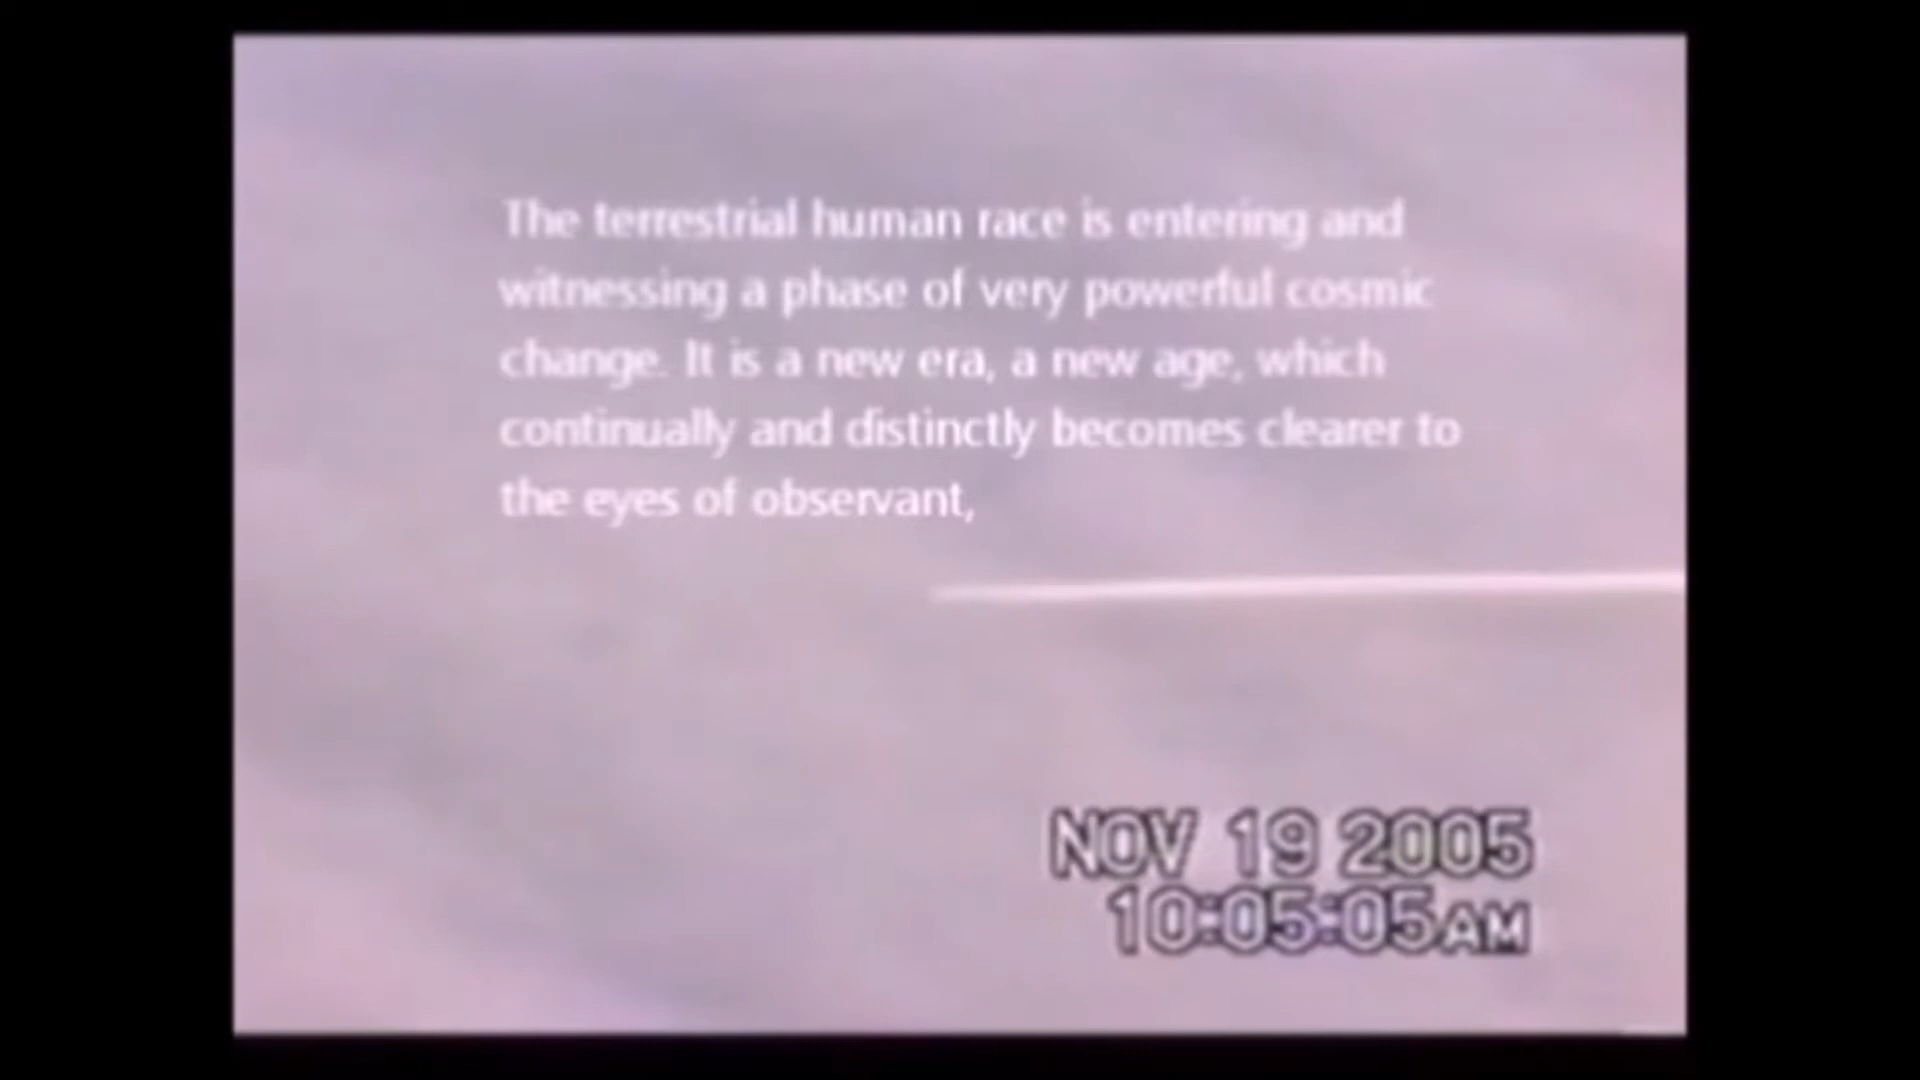 The terrestrial human race is entering and
witnessing a phase of very powerful cosmic
change. It is a new era, a new age, which
continually and distinctly becomes clearer to
the eyes of observant,
NOV 19 2005
10:05:05AM